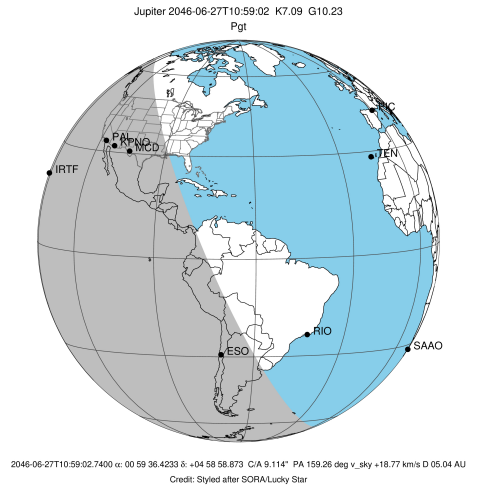 Jupiter 2046-06-27T10:59:02 K7.09 G10.23
Pgt
PIC
PAL
KPNO
MCD
TEN
IRTF
RIO
SAAO
ESO
2046-06-27T10:59:02.7400 α: 00 59 36.4233 δ: +04 58 58.873 C/A 9.114" PA 159.26 deg v_sky +18.77 km/s D 05.04 AU
Credit: Styled after SORA/Lucky Star